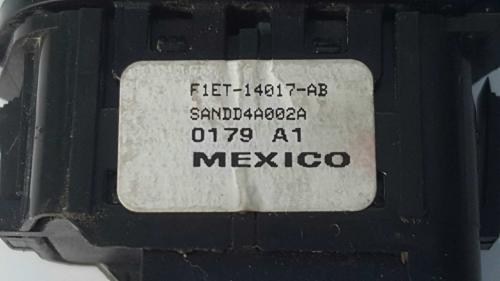 F1ET-14017-AB
SANDD4A002A
0179 A1
MEXICO